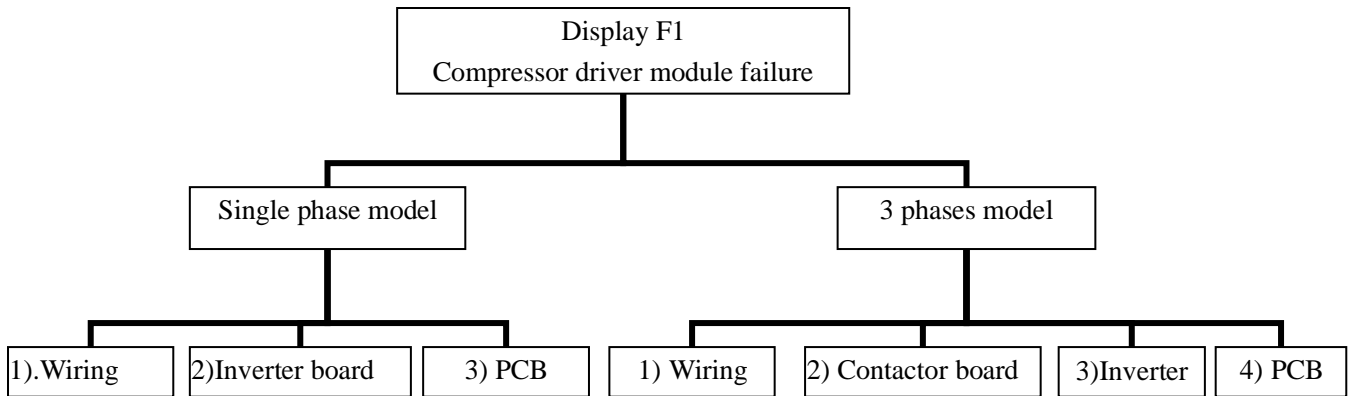 Display F1
Compressor driver module failure
Single phase model
3 phases model
1).Wiring
2)Inverter board
3) PCB
1) Wiring
2) Contactor board
3)Inverter
4) PCB